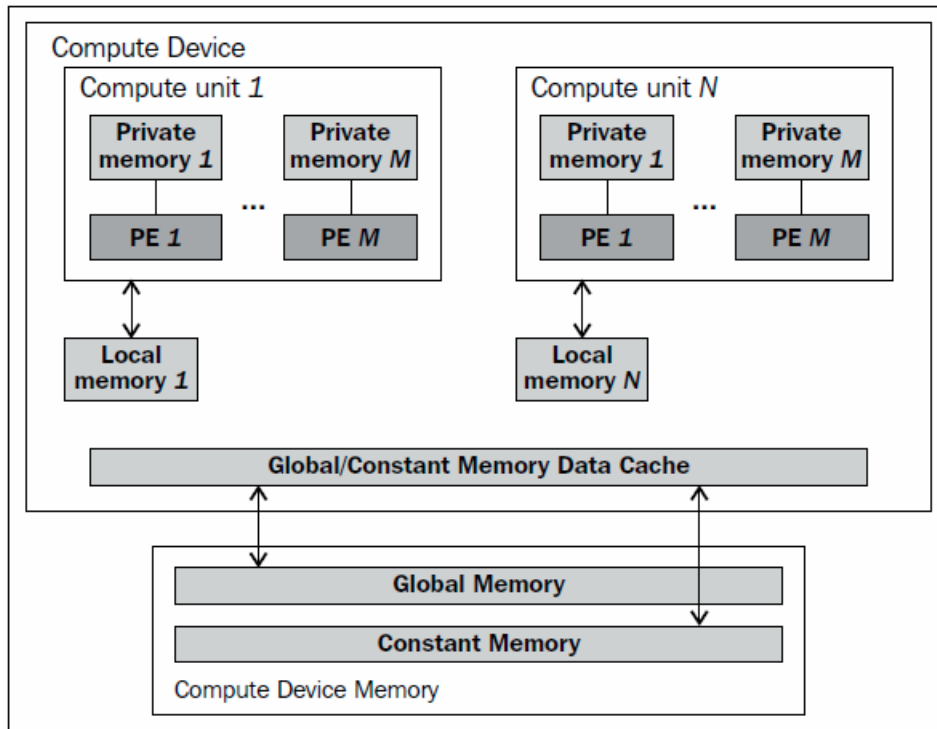 Compute Device
Compute unit 1
Compute unit N
Private
memory 1
Private
memory M
Private
memory 1
Private
memory M
...
...
PE 1
PE M
PE 1
PE M
Local
memory 1
Local
memory N
Global/Constant Memory Data Cache
Global Memory
Constant Memory
Compute Device Memory